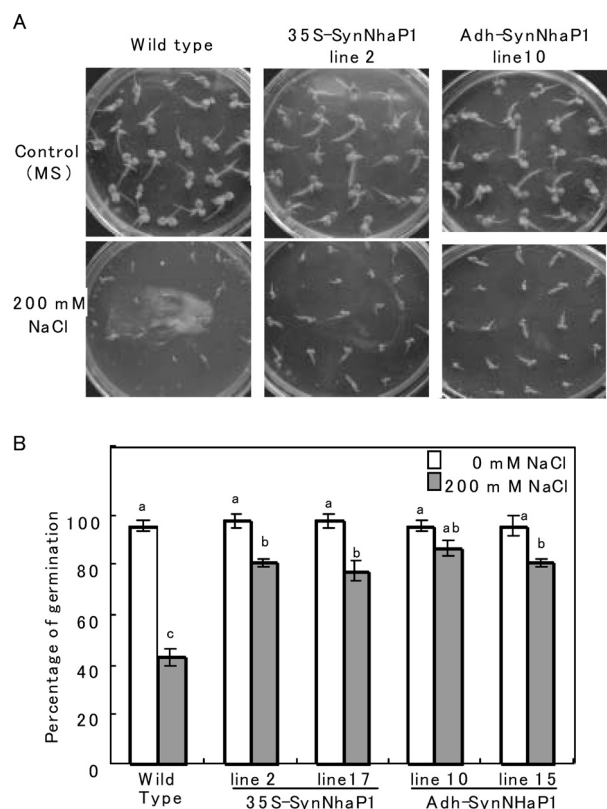 A
Wild type
35S-SynNhaP1
line 2
Adh-SynNhaP1
line10
Control
(MS)
200 mM
NaCl
B
0 mM NaCl
200 m M NaCl
Percentage of germination
100
80
60
40
20
0
a
c
a
b
a
b
a
ab
a
b
Wild
Type
line 2
line17
line 10
line 15
35S-SynNhaP1
Adh-SynNHaP1